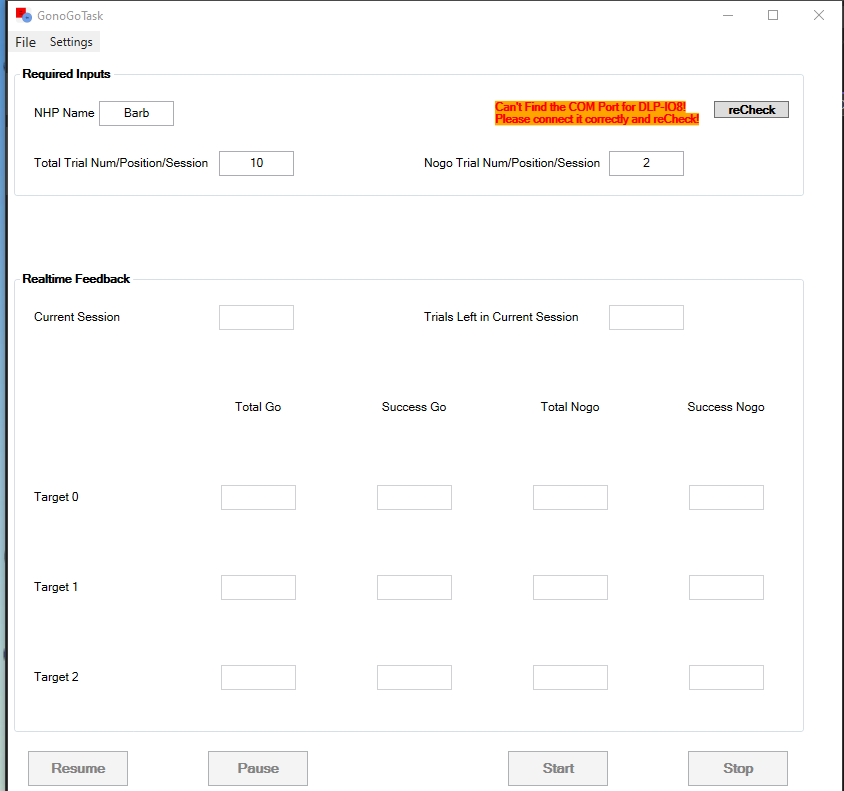 GonoGoTask
File Settings
Required Inputs
NHP Name Barb
Can't Find the COM Port for DLP-IO8!
Please connect it correctly and reCheck!
reCheck
Total Trial Num/Position/Session 10 Nogo Trial Num/Position/Session 2
Realtime Feedback
Current Session Trials Left in Current Session
Total Go Success Go Total Nogo Success Nogo
Target 0
Target 1
Target 2
Resume Pause Start Stop